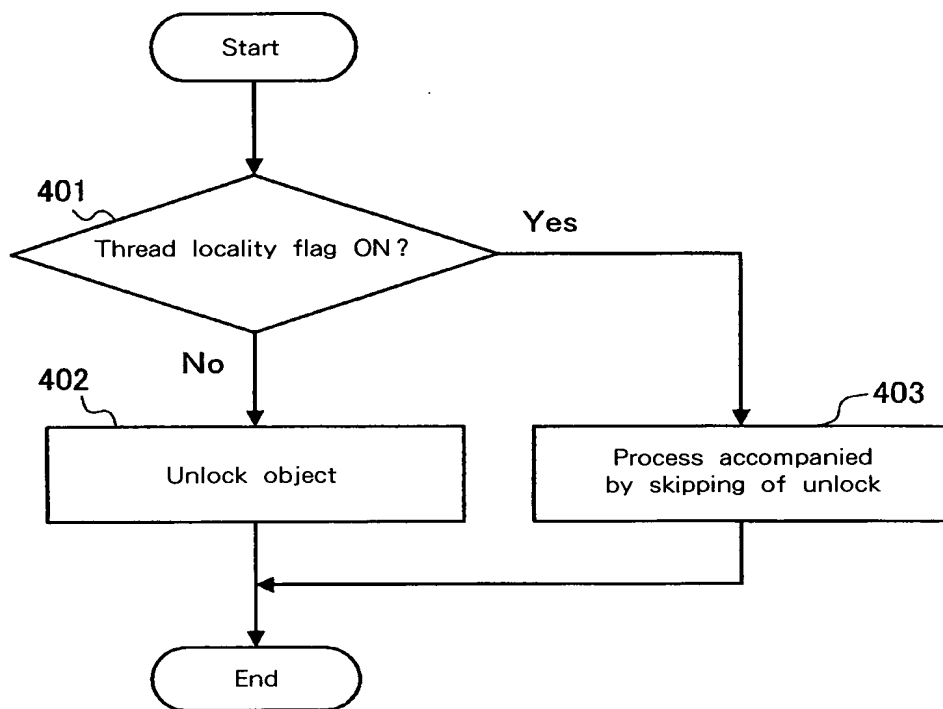 Start
401
Thread locality flag ON?
Yes
No
402
Unlock object
403
Process accompanied
by skipping of unlock
End